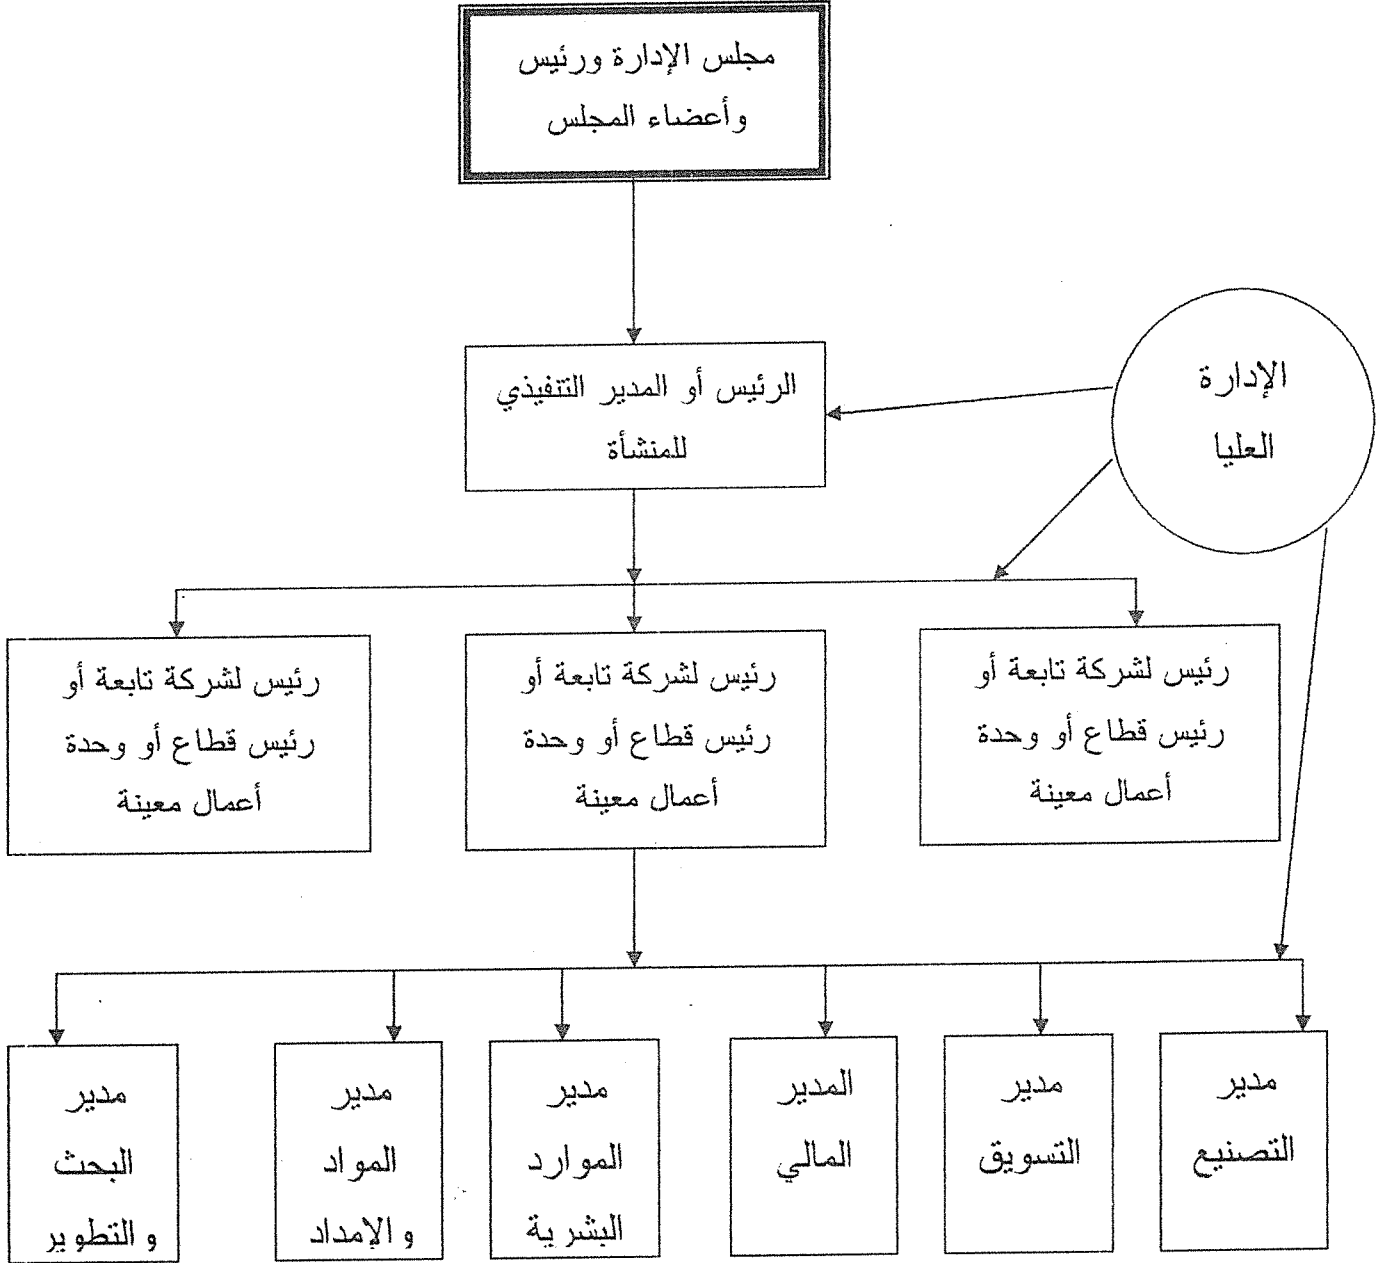 مجلس الإدارة ورئيس
وأعضاء المجلس
الإدارة
العليا
الرئيس أو المدير التنفيذي
للمنشأة
رئيس لشركة تابعة أو
رئيس قطاع أو وحدة
أعمال معينة
رئيس لشركة تابعة أو
رئيس قطاع أو وحدة
أعمال معينة
رئيس لشركة تابعة أو
رئيس قطاع أو وحدة
أعمال معينة
مدير
التصنيع
مدير
التسويق
المدير
المالي
مدير
الموارد
البشرية
مدير
المواد
والإمداد
مدير
البحث
والتطوير